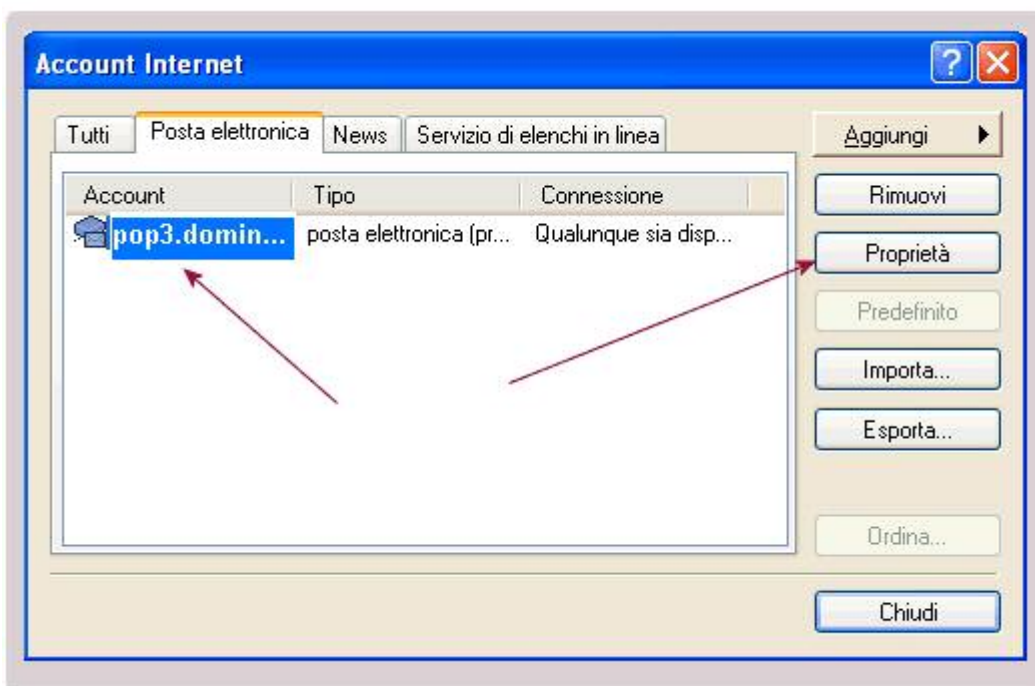 Account Internet
Tutti Posta elettronica News Servizio di elenchi in linea
Aggiungi
Account Tipo Connessione
Rimuovi
pop3.domin... posta elettronica (pr... Qualunque sia disp...
Proprietà
Predefinito
Importa...
Esporta...
Ordina...
Chiudi